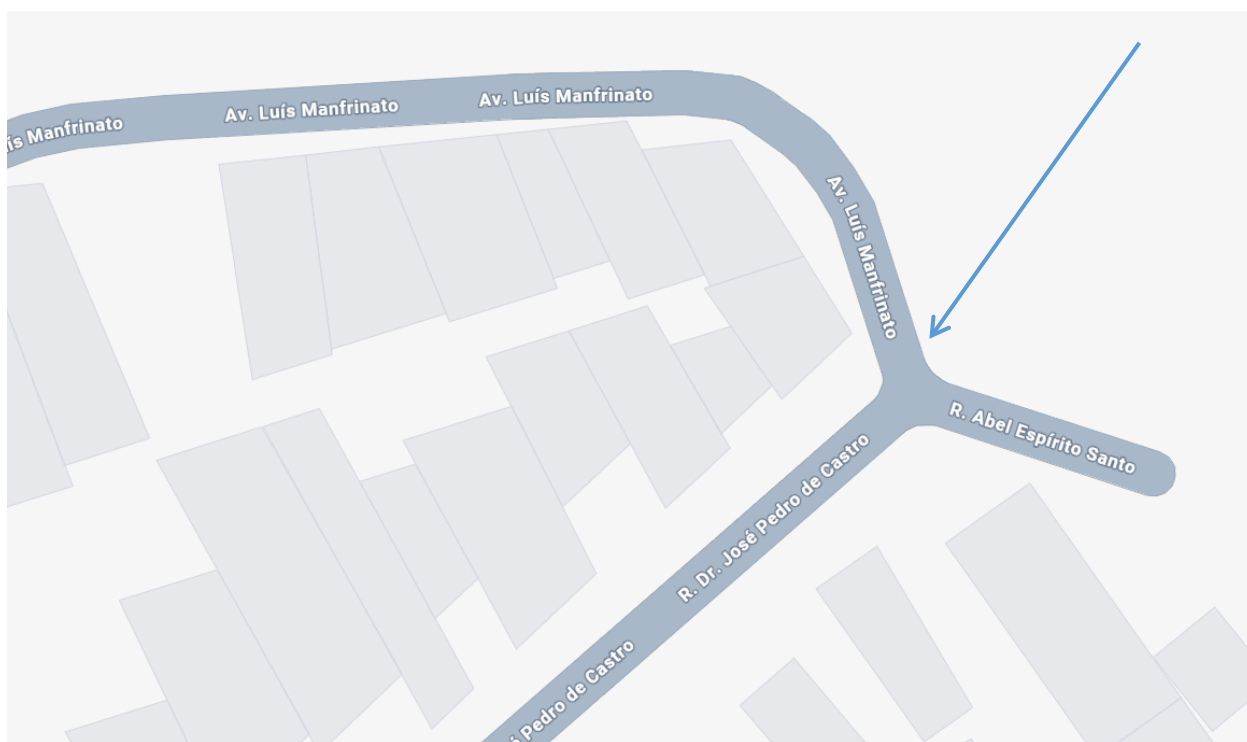 Av. Luís Manfrinato
Av. Luís Manfrinato
ís Manfrinato
Av. Luís Manfrinato
R. Abel Espírito Santo
R. Dr. José Pedro de Castro
é Pedro de Castro